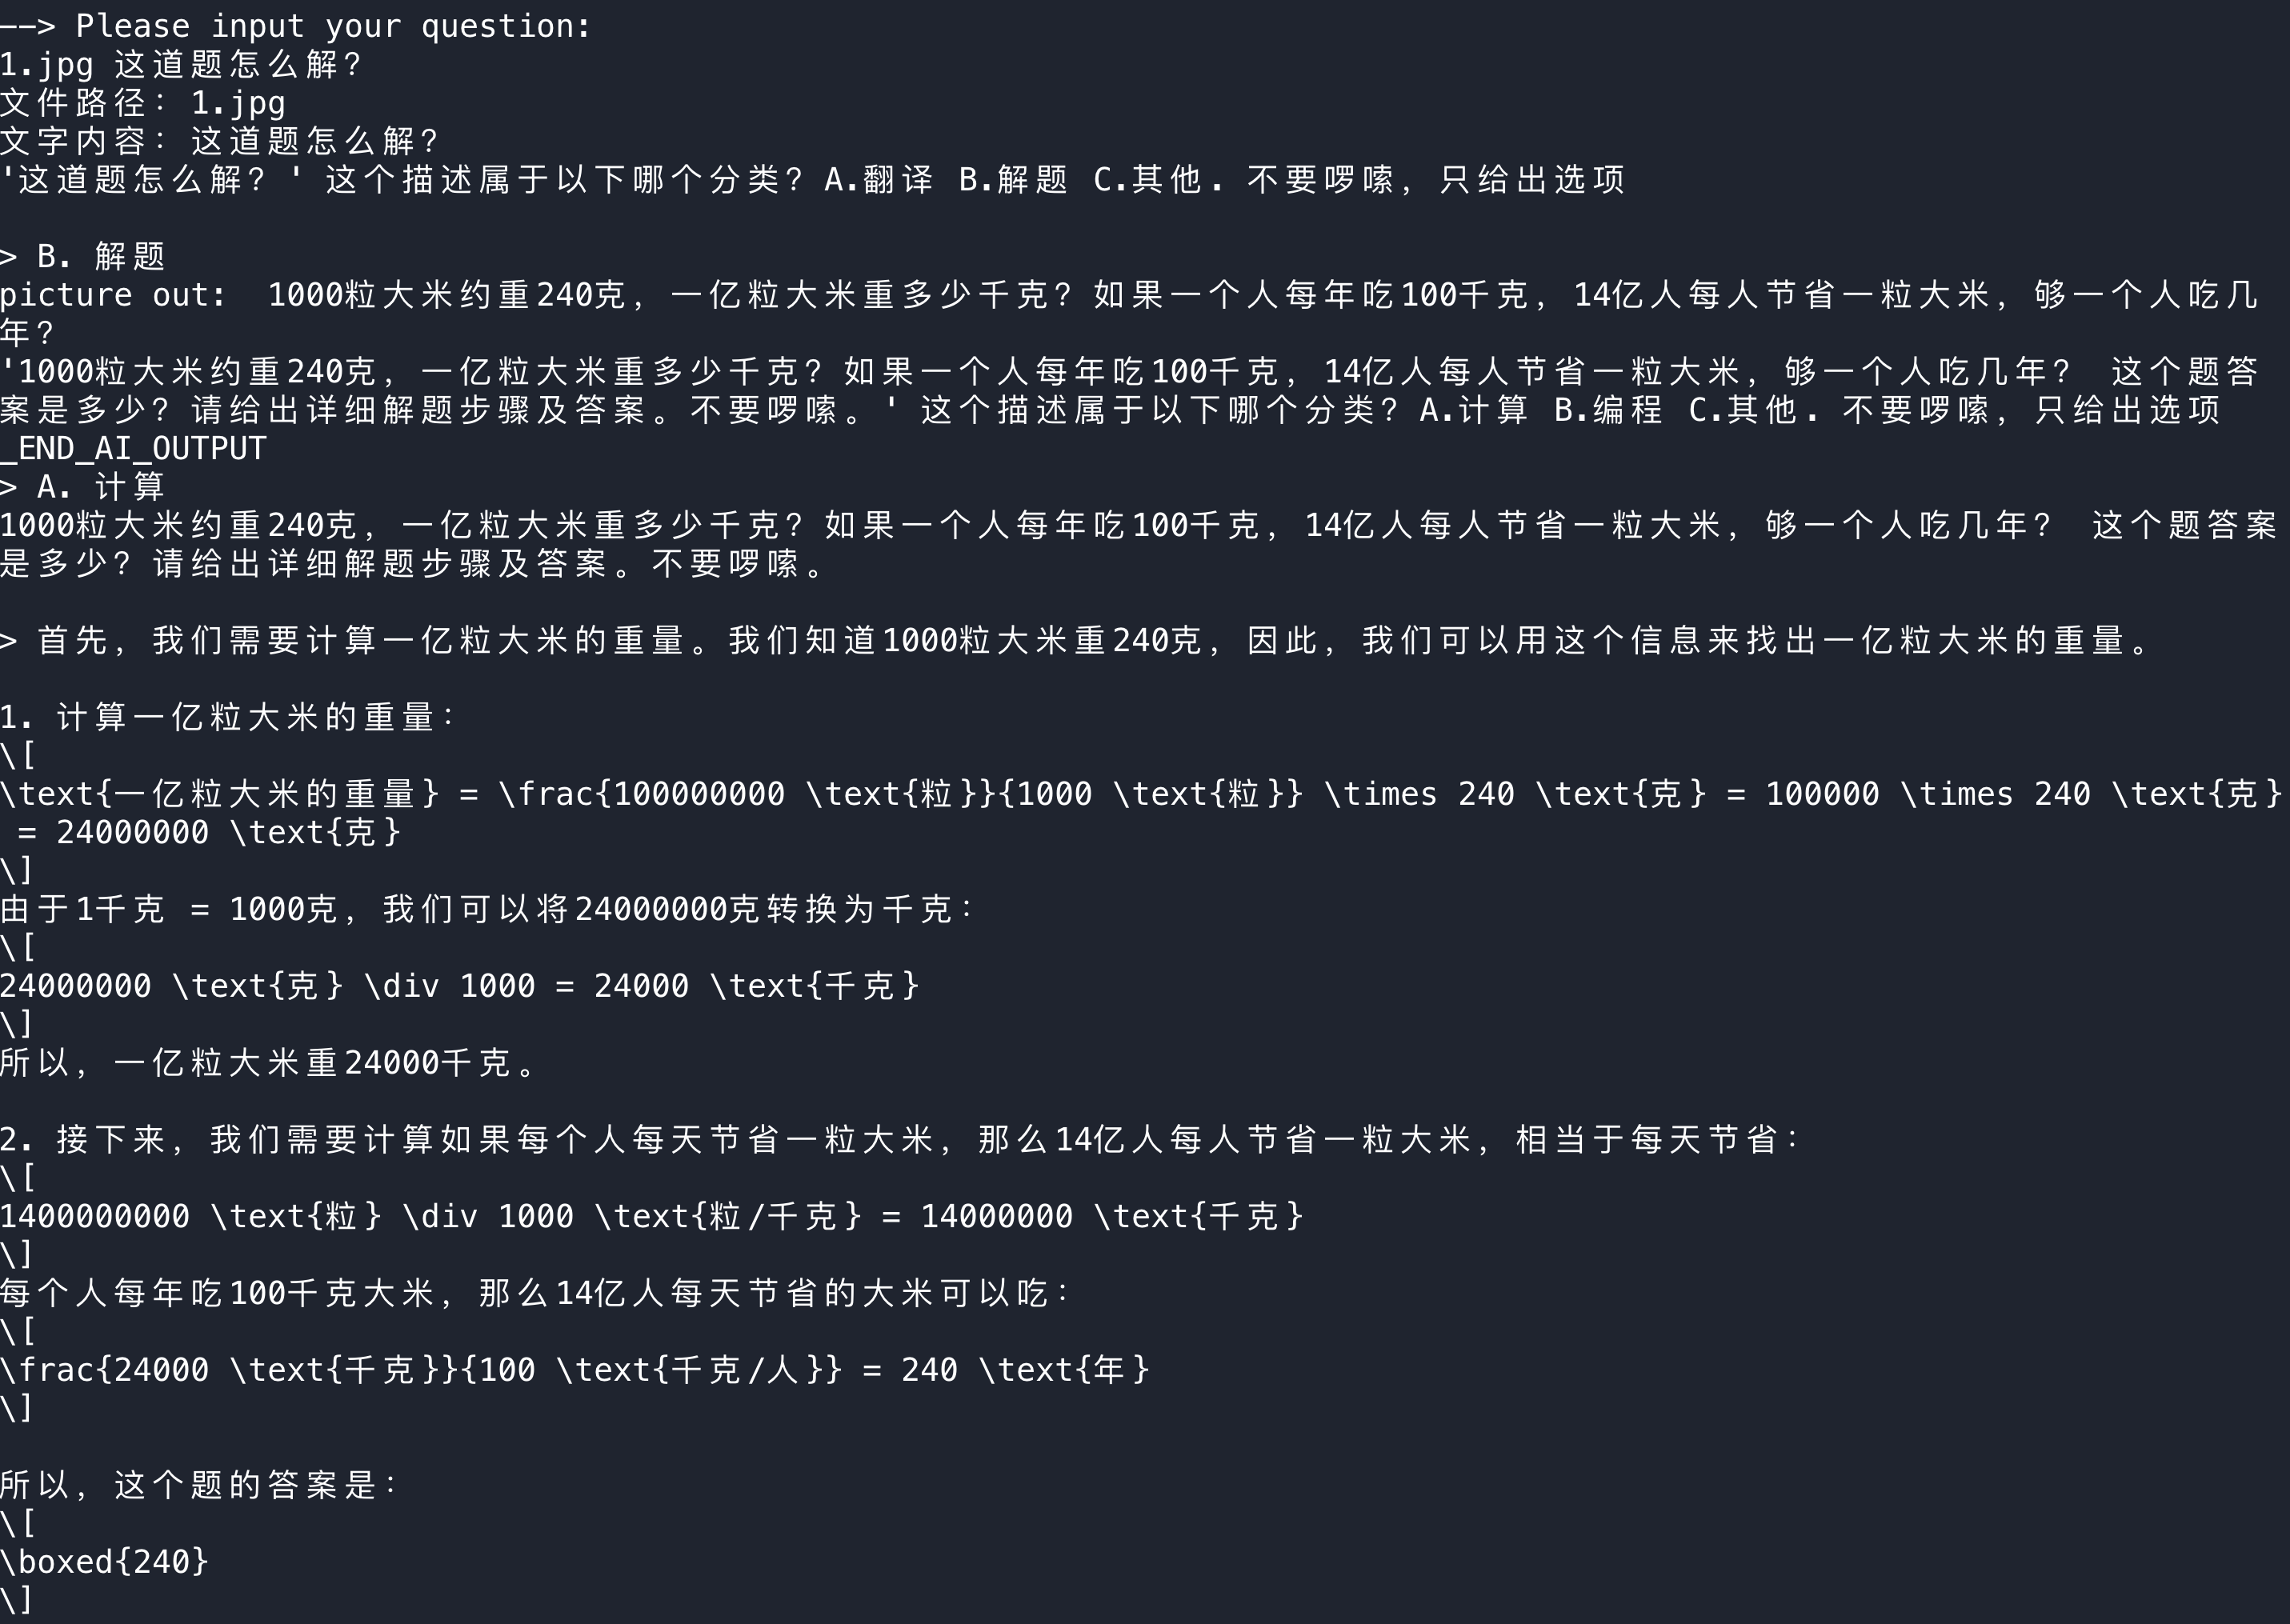 --> Please input your question:
1.jpg 这道题怎么解？
文件路径：1.jpg
文字内容：这道题怎么解？
'这道题怎么解？' 这个描述属于以下哪个分类？A.翻译 B.解题 C.其他. 不要啰嗦，只给出选项
> B. 解题
picture out:  1000粒大米约重240克，一亿粒大米重多少千克？如果一个人每年吃100千克，14亿人每人节省一粒大米，够一个人吃几
年？
'1000粒大米约重240克，一亿粒大米重多少千克？如果一个人每年吃100千克，14亿人每人节省一粒大米，够一个人吃几年？ 这个题答
案是多少？请给出详细解题步骤及答案。不要啰嗦。' 这个描述属于以下哪个分类？A.计算 B.编程 C.其他. 不要啰嗦，只给出选项
_END_AI_OUTPUT
> A. 计算
1000粒大米约重240克，一亿粒大米重多少千克？如果一个人每年吃100千克，14亿人每人节省一粒大米，够一个人吃几年？ 这个题答案
是多少？请给出详细解题步骤及答案。不要啰嗦。
> 首先，我们需要计算一亿粒大米的重量。我们知道1000粒大米重240克，因此，我们可以用这个信息来找出一亿粒大米的重量。
1. 计算一亿粒大米的重量：
\[
\text{一亿粒大米的重量} = \frac{100000000 \text{粒}}{1000 \text{粒}} \times 240 \text{克} = 100000 \times 240 \text{克}
 = 24000000 \text{克}
\]
由于1千克 = 1000克，我们可以将24000000克转换为千克：
\[
24000000 \text{克} \div 1000 = 24000 \text{千克}
\]
所以，一亿粒大米重24000千克。
2. 接下来，我们需要计算如果每个人每天节省一粒大米，那么14亿人每人节省一粒大米，相当于每天节省：
\[
1400000000 \text{粒} \div 1000 \text{粒/千克} = 14000000 \text{千克}
\]
每个人每年吃100千克大米，那么14亿人每天节省的大米可以吃：
\[
\frac{24000 \text{千克}}{100 \text{千克/人}} = 240 \text{年}
\]
所以，这个题的答案是：
\[
\boxed{240}
\]